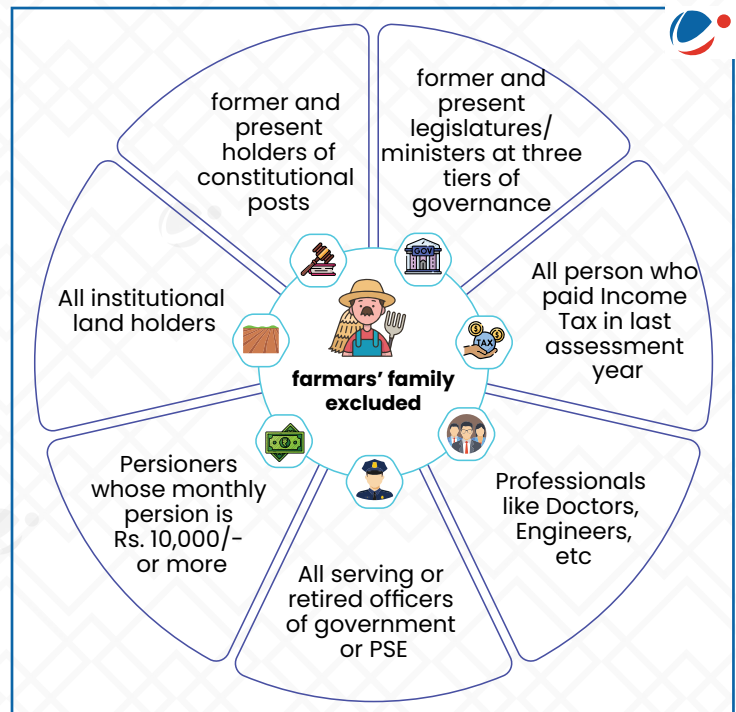 former and
present
holders of
constitutional
posts
former and
present
legislatures/
ministers at three
tiers of
governance
GOV
All person who
paid Income
Tax in last
assessment
year
TAX
Professionals
like Doctors,
Engineers,
etc
All serving or
retired officers
of government
or PSE
Persioners
whose monthly
persion is
Rs. 10,000/-
or more
All institutional
land holders
farmars' family
excluded